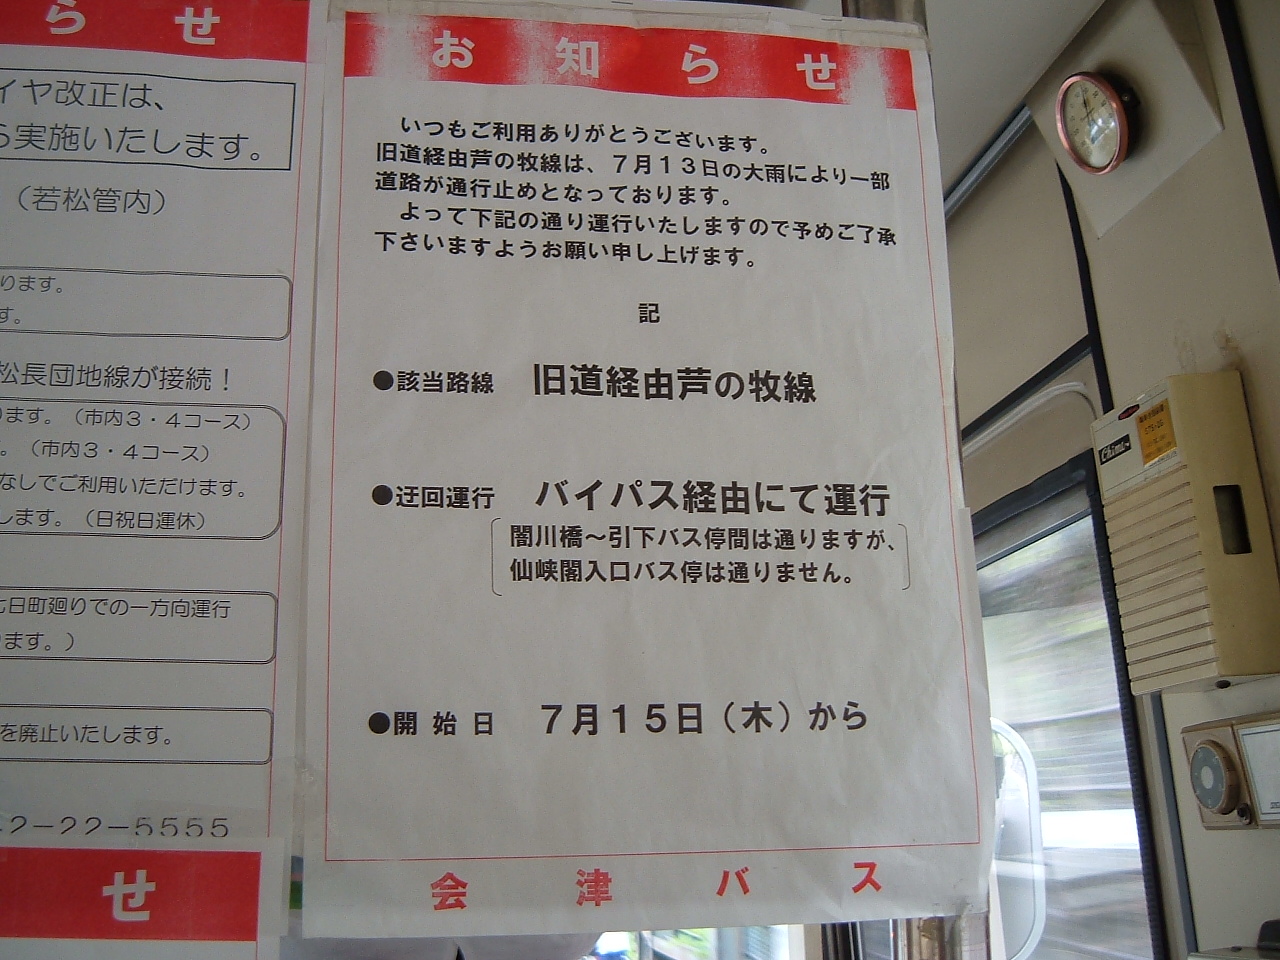 らせ
イヤ改正は、
ら実施いたします。
（若松管内）
ります。
す。
松長団地線が接続！
ります。（市内３・４コース）
。（市内３・４コース）
なしでご利用いただけます。
します。（日祝日運休）
七日町廻りでの一方向運行
ます。）
を廃止いたします。
2－22－5555
せ
お知らせ
いつもご利用ありがとうございます。
旧道経由芦の牧線は、７月１３日の大雨により一部
道路が通行止めとなっております。
よって下記の通り運行いたしますので予めご了承
下さいますようお願い申し上げます。
記
●該当路線 旧道経由芦の牧線
●迂回運行 バイパス経由にて運行
闇川橋～引下バス停間は通りますが、
仙峡閣入口バス停は通りません。
●開始日 ７月１５日（木）から
会津バス
Chime